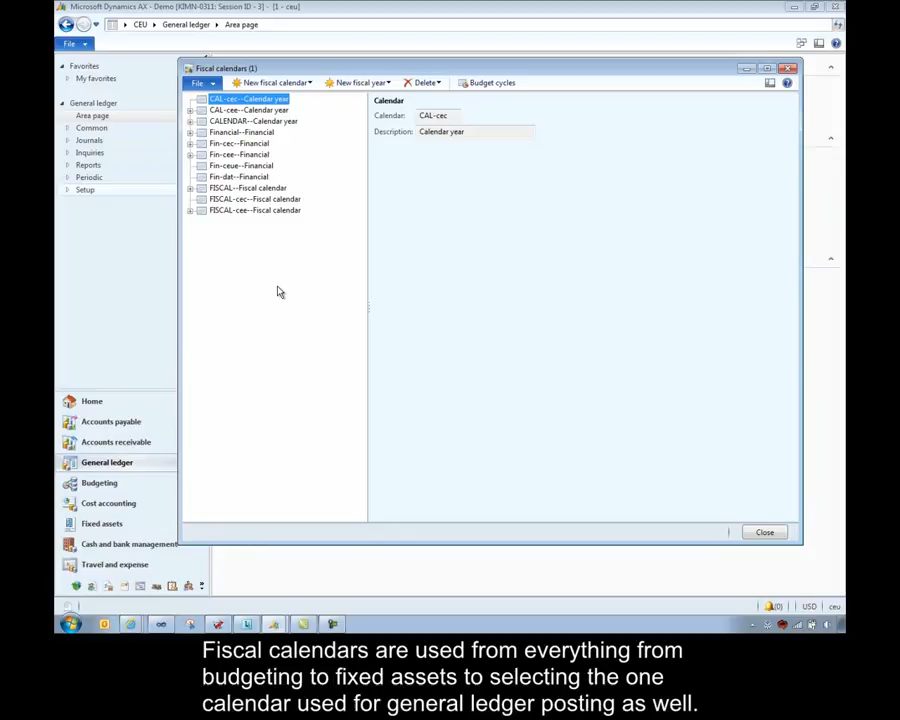 Microsoft Dynamics AX - Demo [KIMN-0311: Session ID - 3] - [1 - ceu]
CEU
General ledger
Area page
File
Favorites
My favorites
General ledger
Area page
Common
Journals
Inquiries
Reports
Periodic
Setup
Home
Accounts payable
Accounts receivable
General ledger
Budgeting
Cost accounting
Fixed assets
Cash and bank management
Travel and expense
Fiscal calendars (1)
File
New fiscal calendar
New fiscal year
Delete
Budget cycles
CAL-cec--Calendar year
CAL-cee--Calendar year
CALENDAR--Calendar year
Financial--Financial
Fin-cec--Financial
Fin-cee--Financial
Fin-ceue--Financial
Fin-dat--Financial
FISCAL--Fiscal calendar
FISCAL-cec--Fiscal calendar
FISCAL-cee--Fiscal calendar
Calendar
Calendar: CAL-cec
Description: Calendar year
Close
(0)
USD
ceu
Fiscal calendars are used from everything from
budgeting to fixed assets to selecting the one
calendar used for general ledger posting as well.